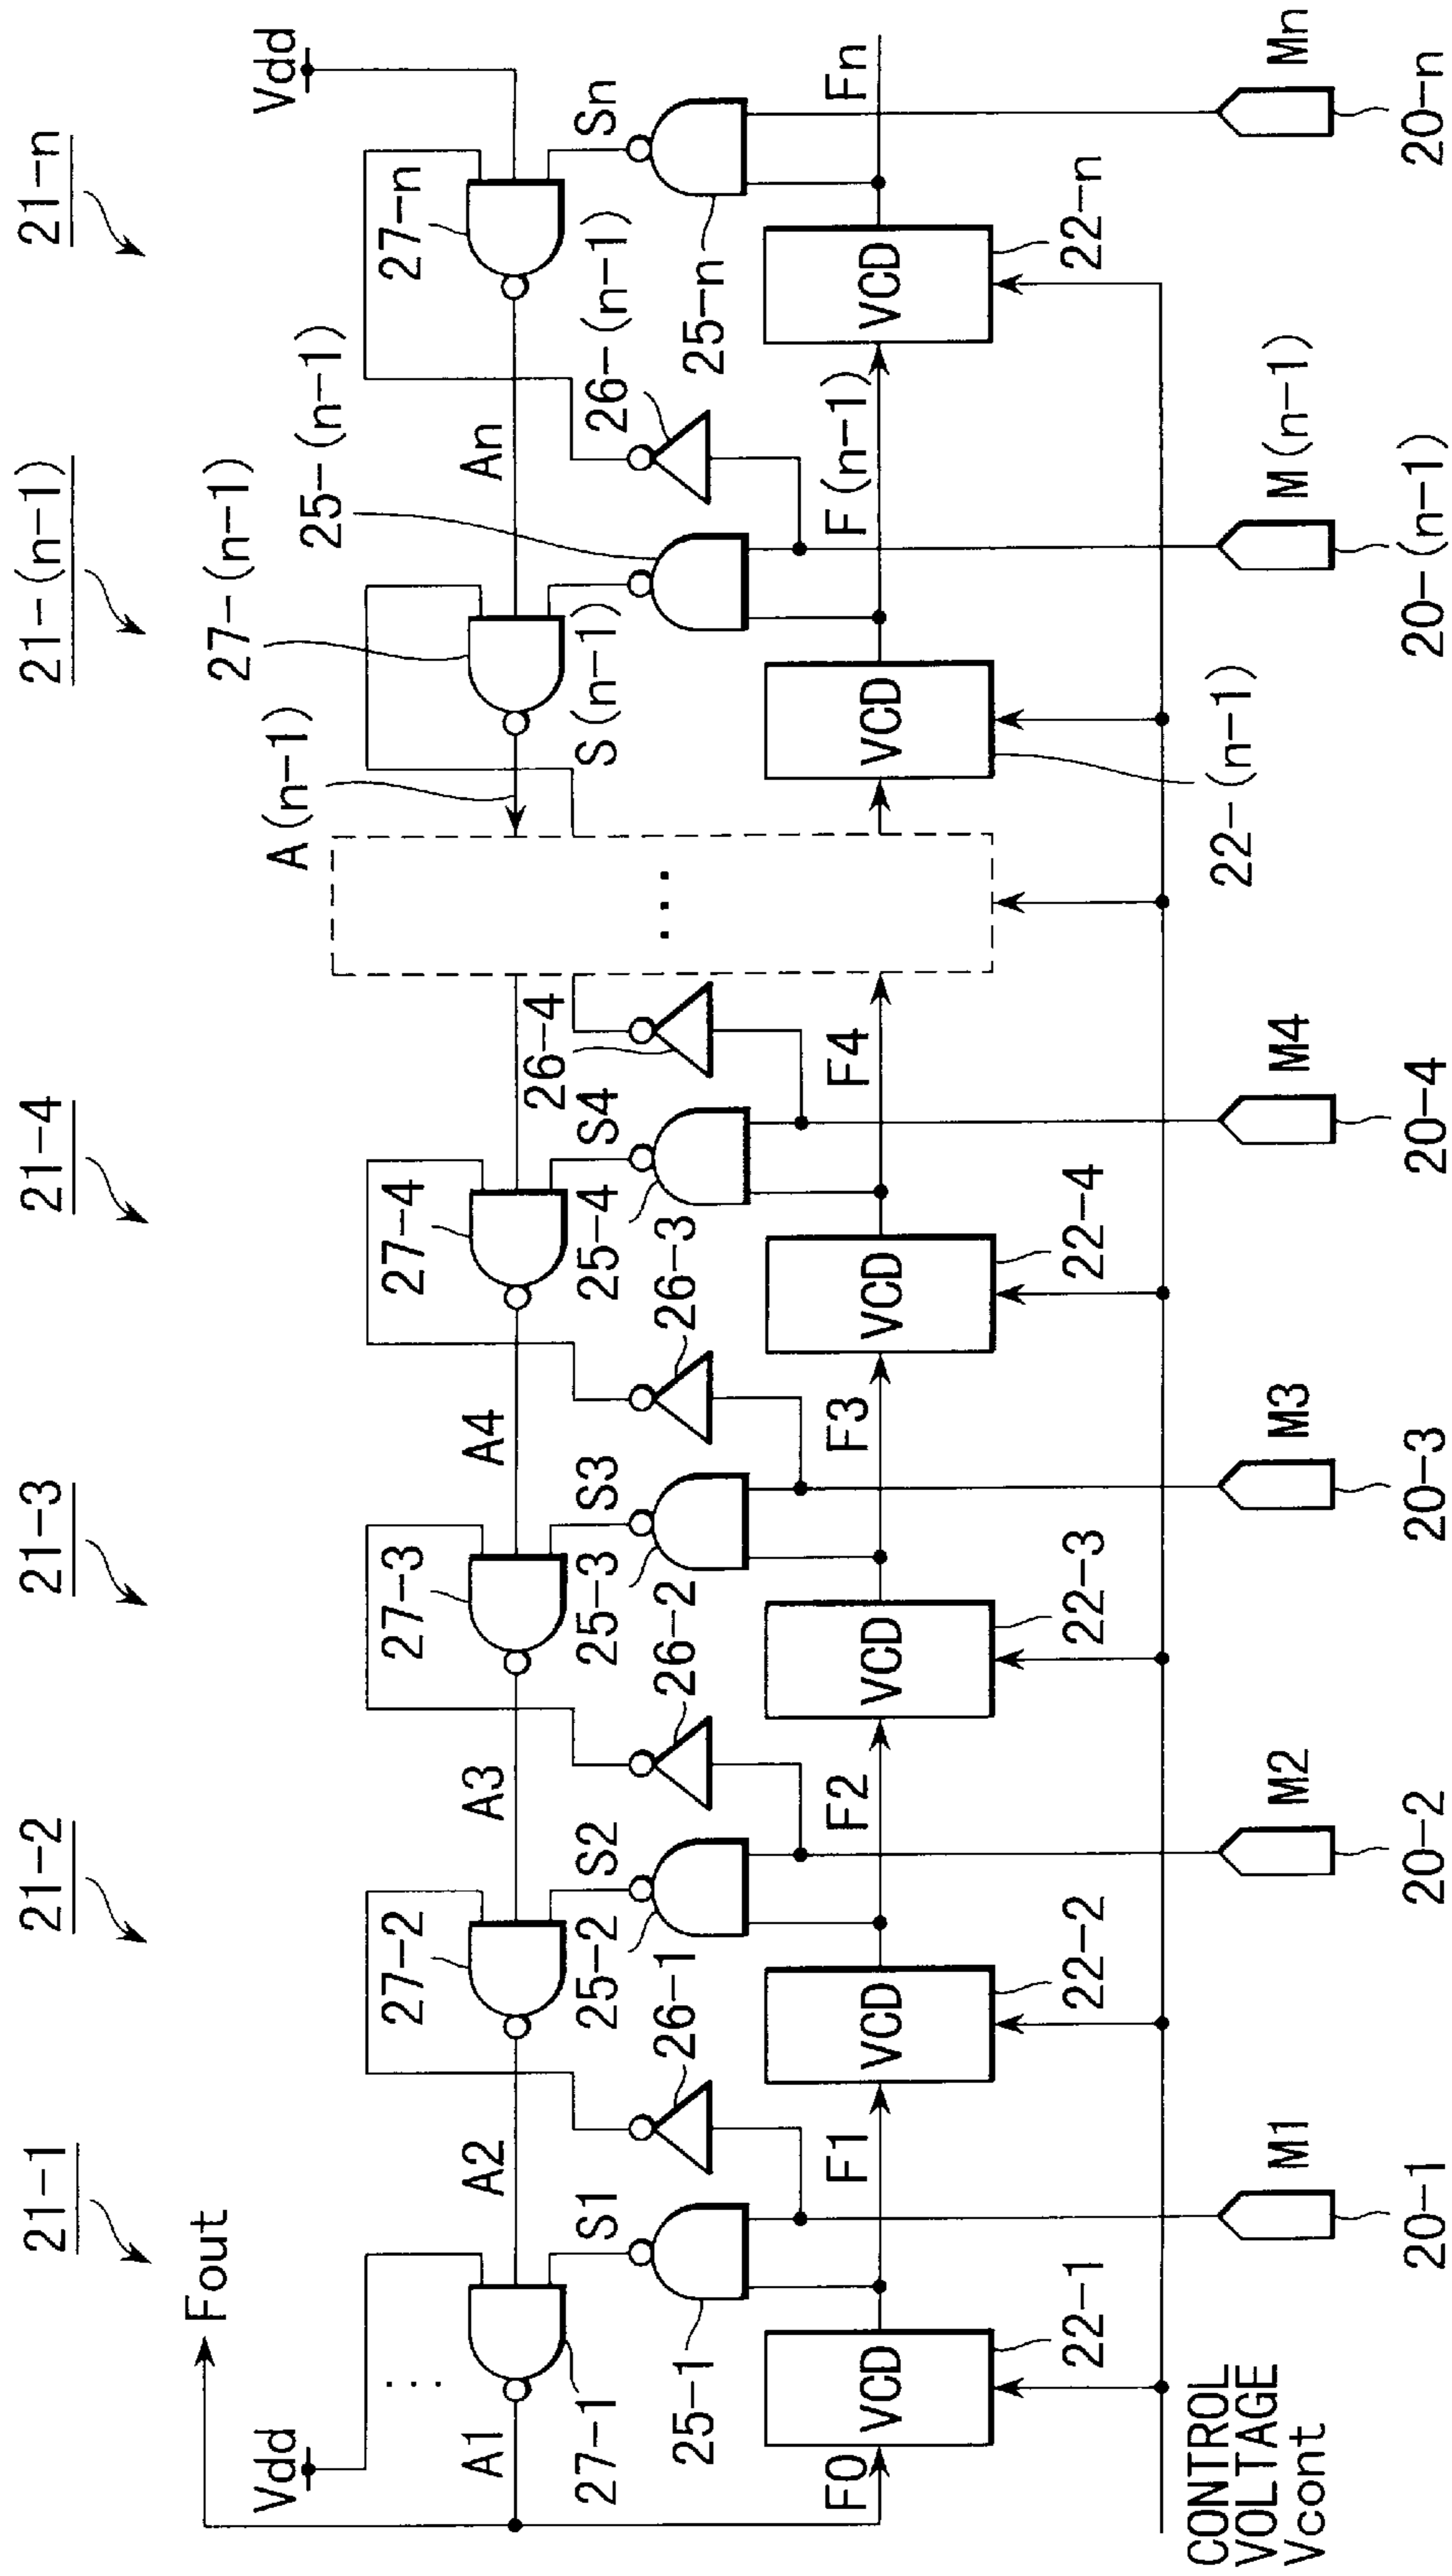 21-1
21-2
21-3
21-4
21-(n-1)
21-n
Fout
Vdd
Vdd
A1
A2
A3
A4
A(n-1)
An
27-1
27-2
27-3
27-4
27-(n-1)
27-n
...
S1
S2
S3
S4
S(n-1)
Sn
25-1
25-2
25-3
25-4
25-(n-1)
25-n
26-1
26-2
26-3
26-4
26-(n-1)
...
F0
F1
F2
F3
F4
F(n-1)
Fn
VCD
VCD
VCD
VCD
VCD
VCD
22-1
22-2
22-3
22-4
22-(n-1)
22-n
CONTROL
VOLTAGE
Vcont
M1
M2
M3
M4
M(n-1)
Mn
20-1
20-2
20-3
20-4
20-(n-1)
20-n